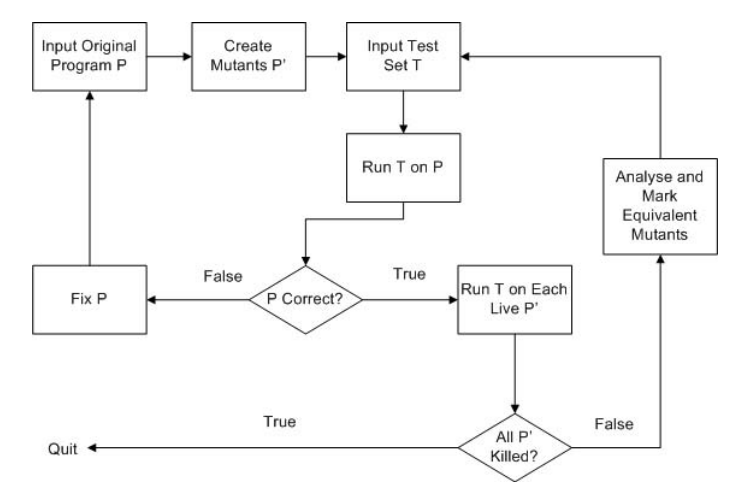 Input Original
Program P
Create
Mutants P'
Input Test
Set T
Run T on P
Analyse and
Mark
Equivalent
Mutants
Fix P
False
P Correct?
True
Run T on Each
Live P'
Quit
True
All P'
Killed?
False